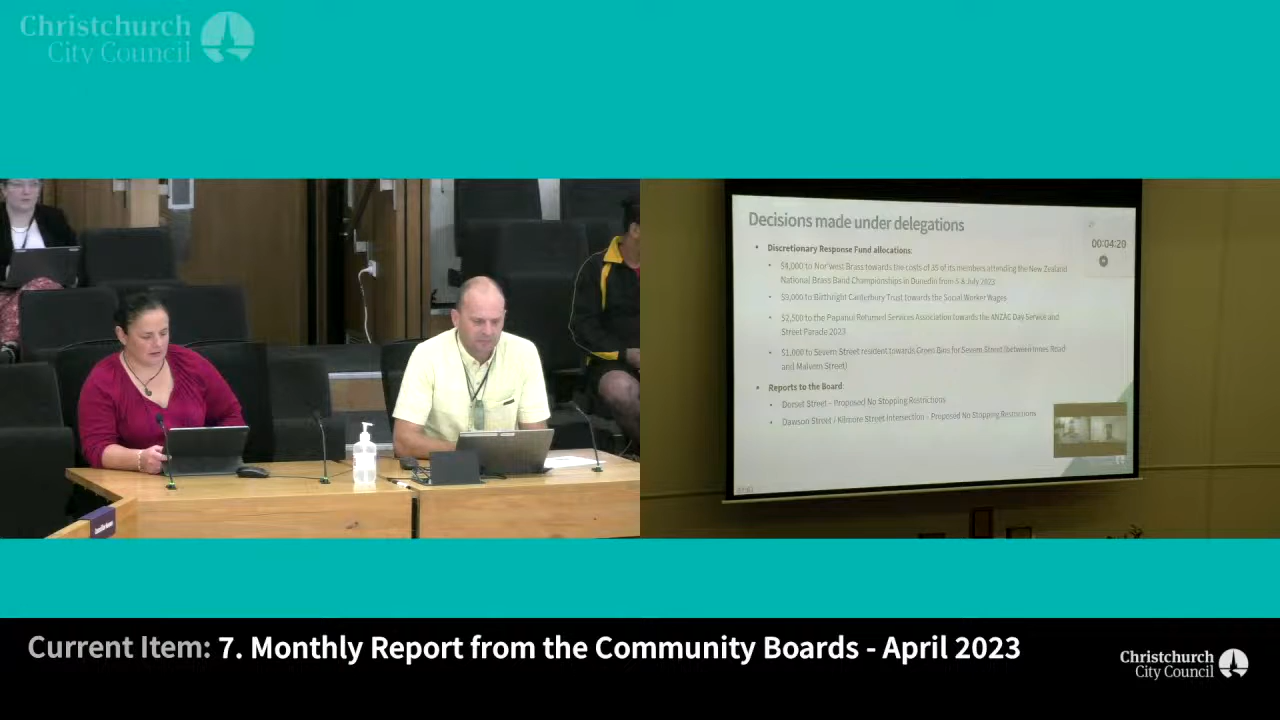 Christchurch
City Council
Decisions made under delegations
00:04:20
• Discretionary Response Fund allocations:
• $4,000 to Nor'west Brass towards the costs of 35 of its members attending the New Zealand
National Brass Band Championships in Dunedin from 5-8 July 2023
• $9,000 to Birthright Canterbury Trust towards the Social Worker Wages
• $2,500 to the Papanui Returned Services Association towards the ANZAC Day Service and
Street Parade 2023
• $1,000 to Severn Street resident towards Green Bins for Severn Street (between Innes Road
and Malvern Street)
• Reports to the Board:
• Dorset Street – Proposed No Stopping Restrictions
• Dawson Street / Kilmore Street Intersection – Proposed No Stopping Restrictions
Current Item: 7. Monthly Report from the Community Boards - April 2023
Christchurch
City Council